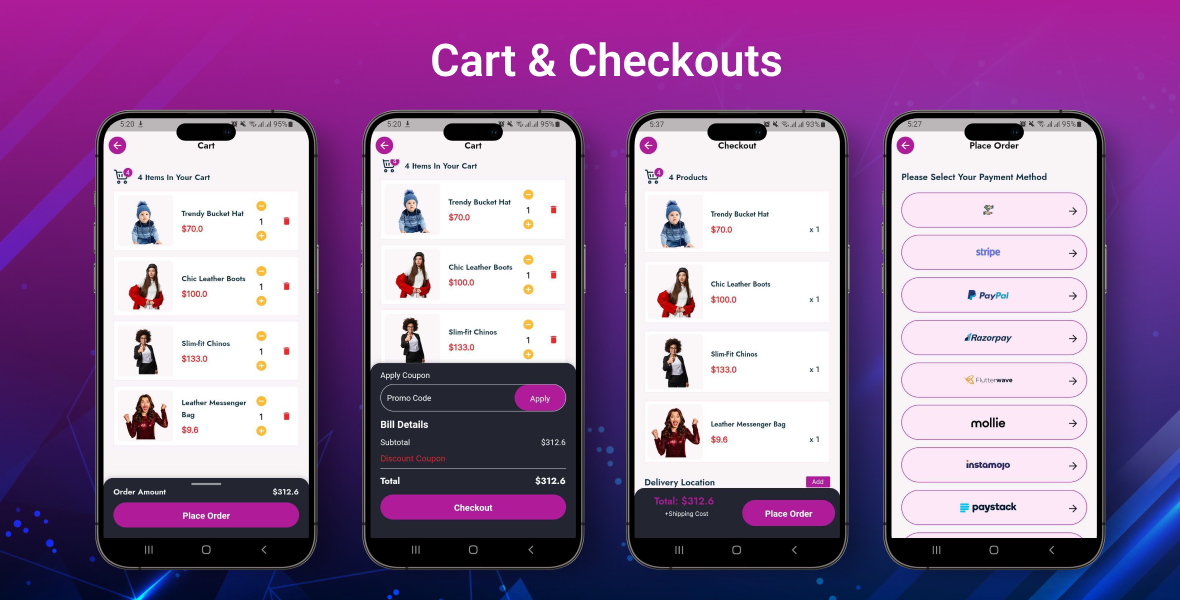 Cart & Checkouts
5:20
95%
Cart
4
4 Items In Your Cart
Trendy Bucket Hat
$70.0
1
Chic Leather Boots
$100.0
1
Slim-fit Chinos
$133.0
1
Leather Messenger
Bag
$9.6
1
Order Amount
$312.6
Place Order
5:20
95%
Cart
4
4 Items In Your Cart
Trendy Bucket Hat
$70.0
1
Chic Leather Boots
$100.0
1
Slim-fit Chinos
$133.0
1
Apply Coupon
Promo Code
Apply
Bill Details
Subtotal
$312.6
Discount Coupon
Total
$312.6
Checkout
5:37
93%
Checkout
4
4 Products
Trendy Bucket Hat
$70.0
x 1
Chic Leather Boots
$100.0
x 1
Slim-fit Chinos
$133.0
x 1
Leather Messenger Bag
$9.6
x 1
Delivery Location
Add
Total: $312.6
+Shipping Cost
Place Order
5:27
95%
Place Order
Please Select Your Payment Method
stripe
PayPal
Razorpay
Flutterwave
mollie
instamojo
paystack